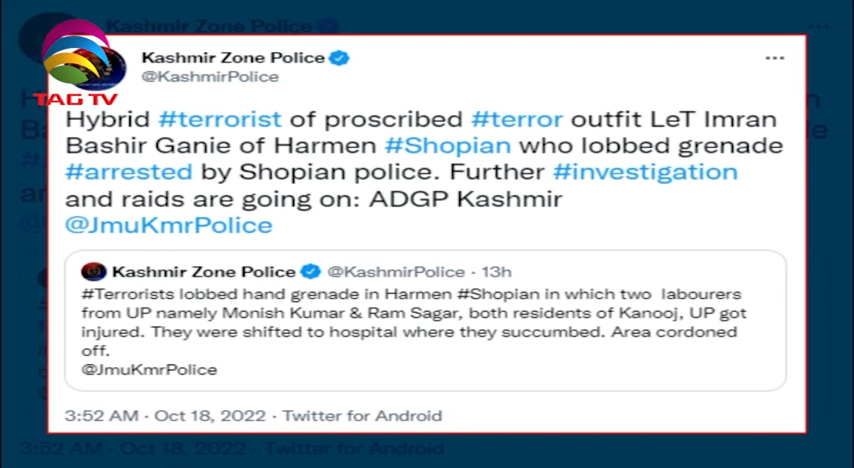 Kashmir Zone Police
@KashmirPolice
TAG TV
Hybrid #terrorist of proscribed #terror outfit LeT Imran
Bashir Ganie of Harmen #Shopian who lobbed grenade
#arrested by Shopian police. Further #investigation
and raids are going on: ADGP Kashmir
@JmuKmrPolice
Kashmir Zone Police @KashmirPolice · 13h
#Terrorists lobbed hand grenade in Harmen #Shopian in which two labourers
from UP namely Monish Kumar & Ram Sagar, both residents of Kanooj, UP got
injured. They were shifted to hospital where they succumbed. Area cordoned
off.
@JmuKmrPolice
3:52 AM · Oct 18, 2022 · Twitter for Android
3:52 AM · Oct 18, 2022 · Twitter for Android